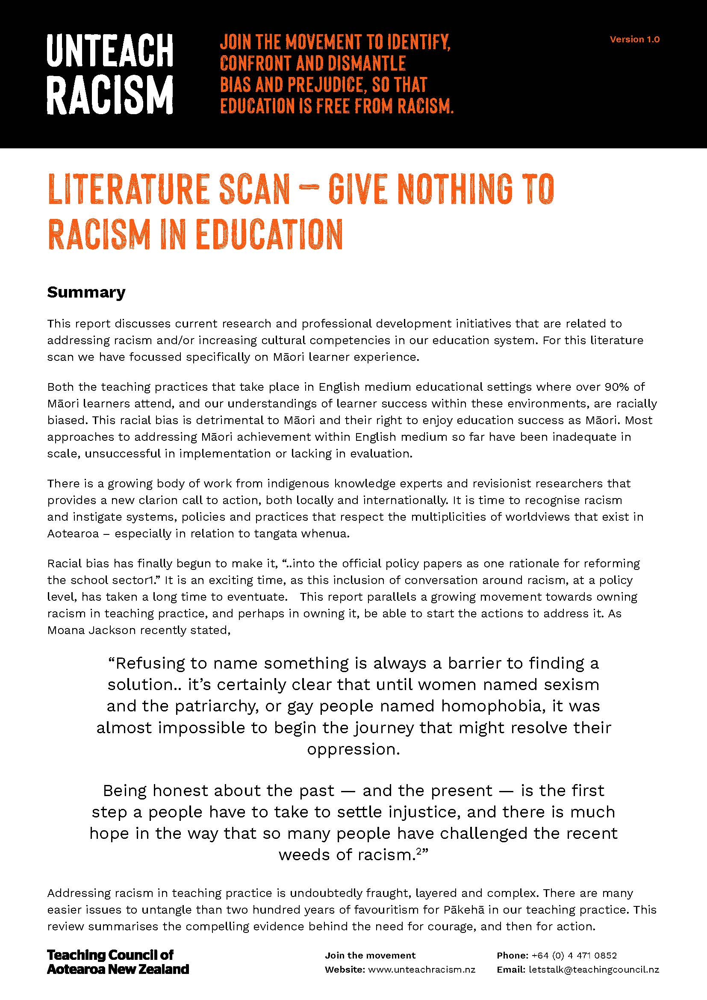 UNTEACH
RACISM
JOIN THE MOVEMENT TO IDENTIFY,
CONFRONT AND DISMANTLE
BIAS AND PREJUDICE, SO THAT
EDUCATION IS FREE FROM RACISM.
Version 1.0
LITERATURE SCAN – GIVE NOTHING TO
RACISM IN EDUCATION
Summary
This report discusses current research and professional development initiatives that are related to
addressing racism and/or increasing cultural competencies in our education system. For this literature
scan we have focussed specifically on Māori learner experience.
Both the teaching practices that take place in English medium educational settings where over 90% of
Māori learners attend, and our understandings of learner success within these environments, are racially
biased. This racial bias is detrimental to Māori and their right to enjoy education success as Māori. Most
approaches to addressing Māori achievement within English medium so far have been inadequate in
scale, unsuccessful in implementation or lacking in evaluation.
There is a growing body of work from indigenous knowledge experts and revisionist researchers that
provides a new clarion call to action, both locally and internationally. It is time to recognise racism
and instigate systems, policies and practices that respect the multiplicities of worldviews that exist in
Aotearoa – especially in relation to tangata whenua.
Racial bias has finally begun to make it, “..into the official policy papers as one rationale for reforming
the school sector1.” It is an exciting time, as this inclusion of conversation around racism, at a policy
level, has taken a long time to eventuate.   This report parallels a growing movement towards owning
racism in teaching practice, and perhaps in owning it, be able to start the actions to address it. As
Moana Jackson recently stated,
“Refusing to name something is always a barrier to finding a
solution.. it’s certainly clear that until women named sexism
and the patriarchy, or gay people named homophobia, it was
almost impossible to begin the journey that might resolve their
oppression.
Being honest about the past — and the present — is the first
step a people have to take to settle injustice, and there is much
hope in the way that so many people have challenged the recent
weeds of racism.²”
Addressing racism in teaching practice is undoubtedly fraught, layered and complex. There are many
easier issues to untangle than two hundred years of favouritism for Pākehā in our teaching practice. This
review summarises the compelling evidence behind the need for courage, and then for action.
Teaching Council of
Aotearoa New Zealand
Join the movement
Website: www.unteachracism.nz
Phone: +64 (0) 4 471 0852
Email: letstalk@teachingcouncil.nz